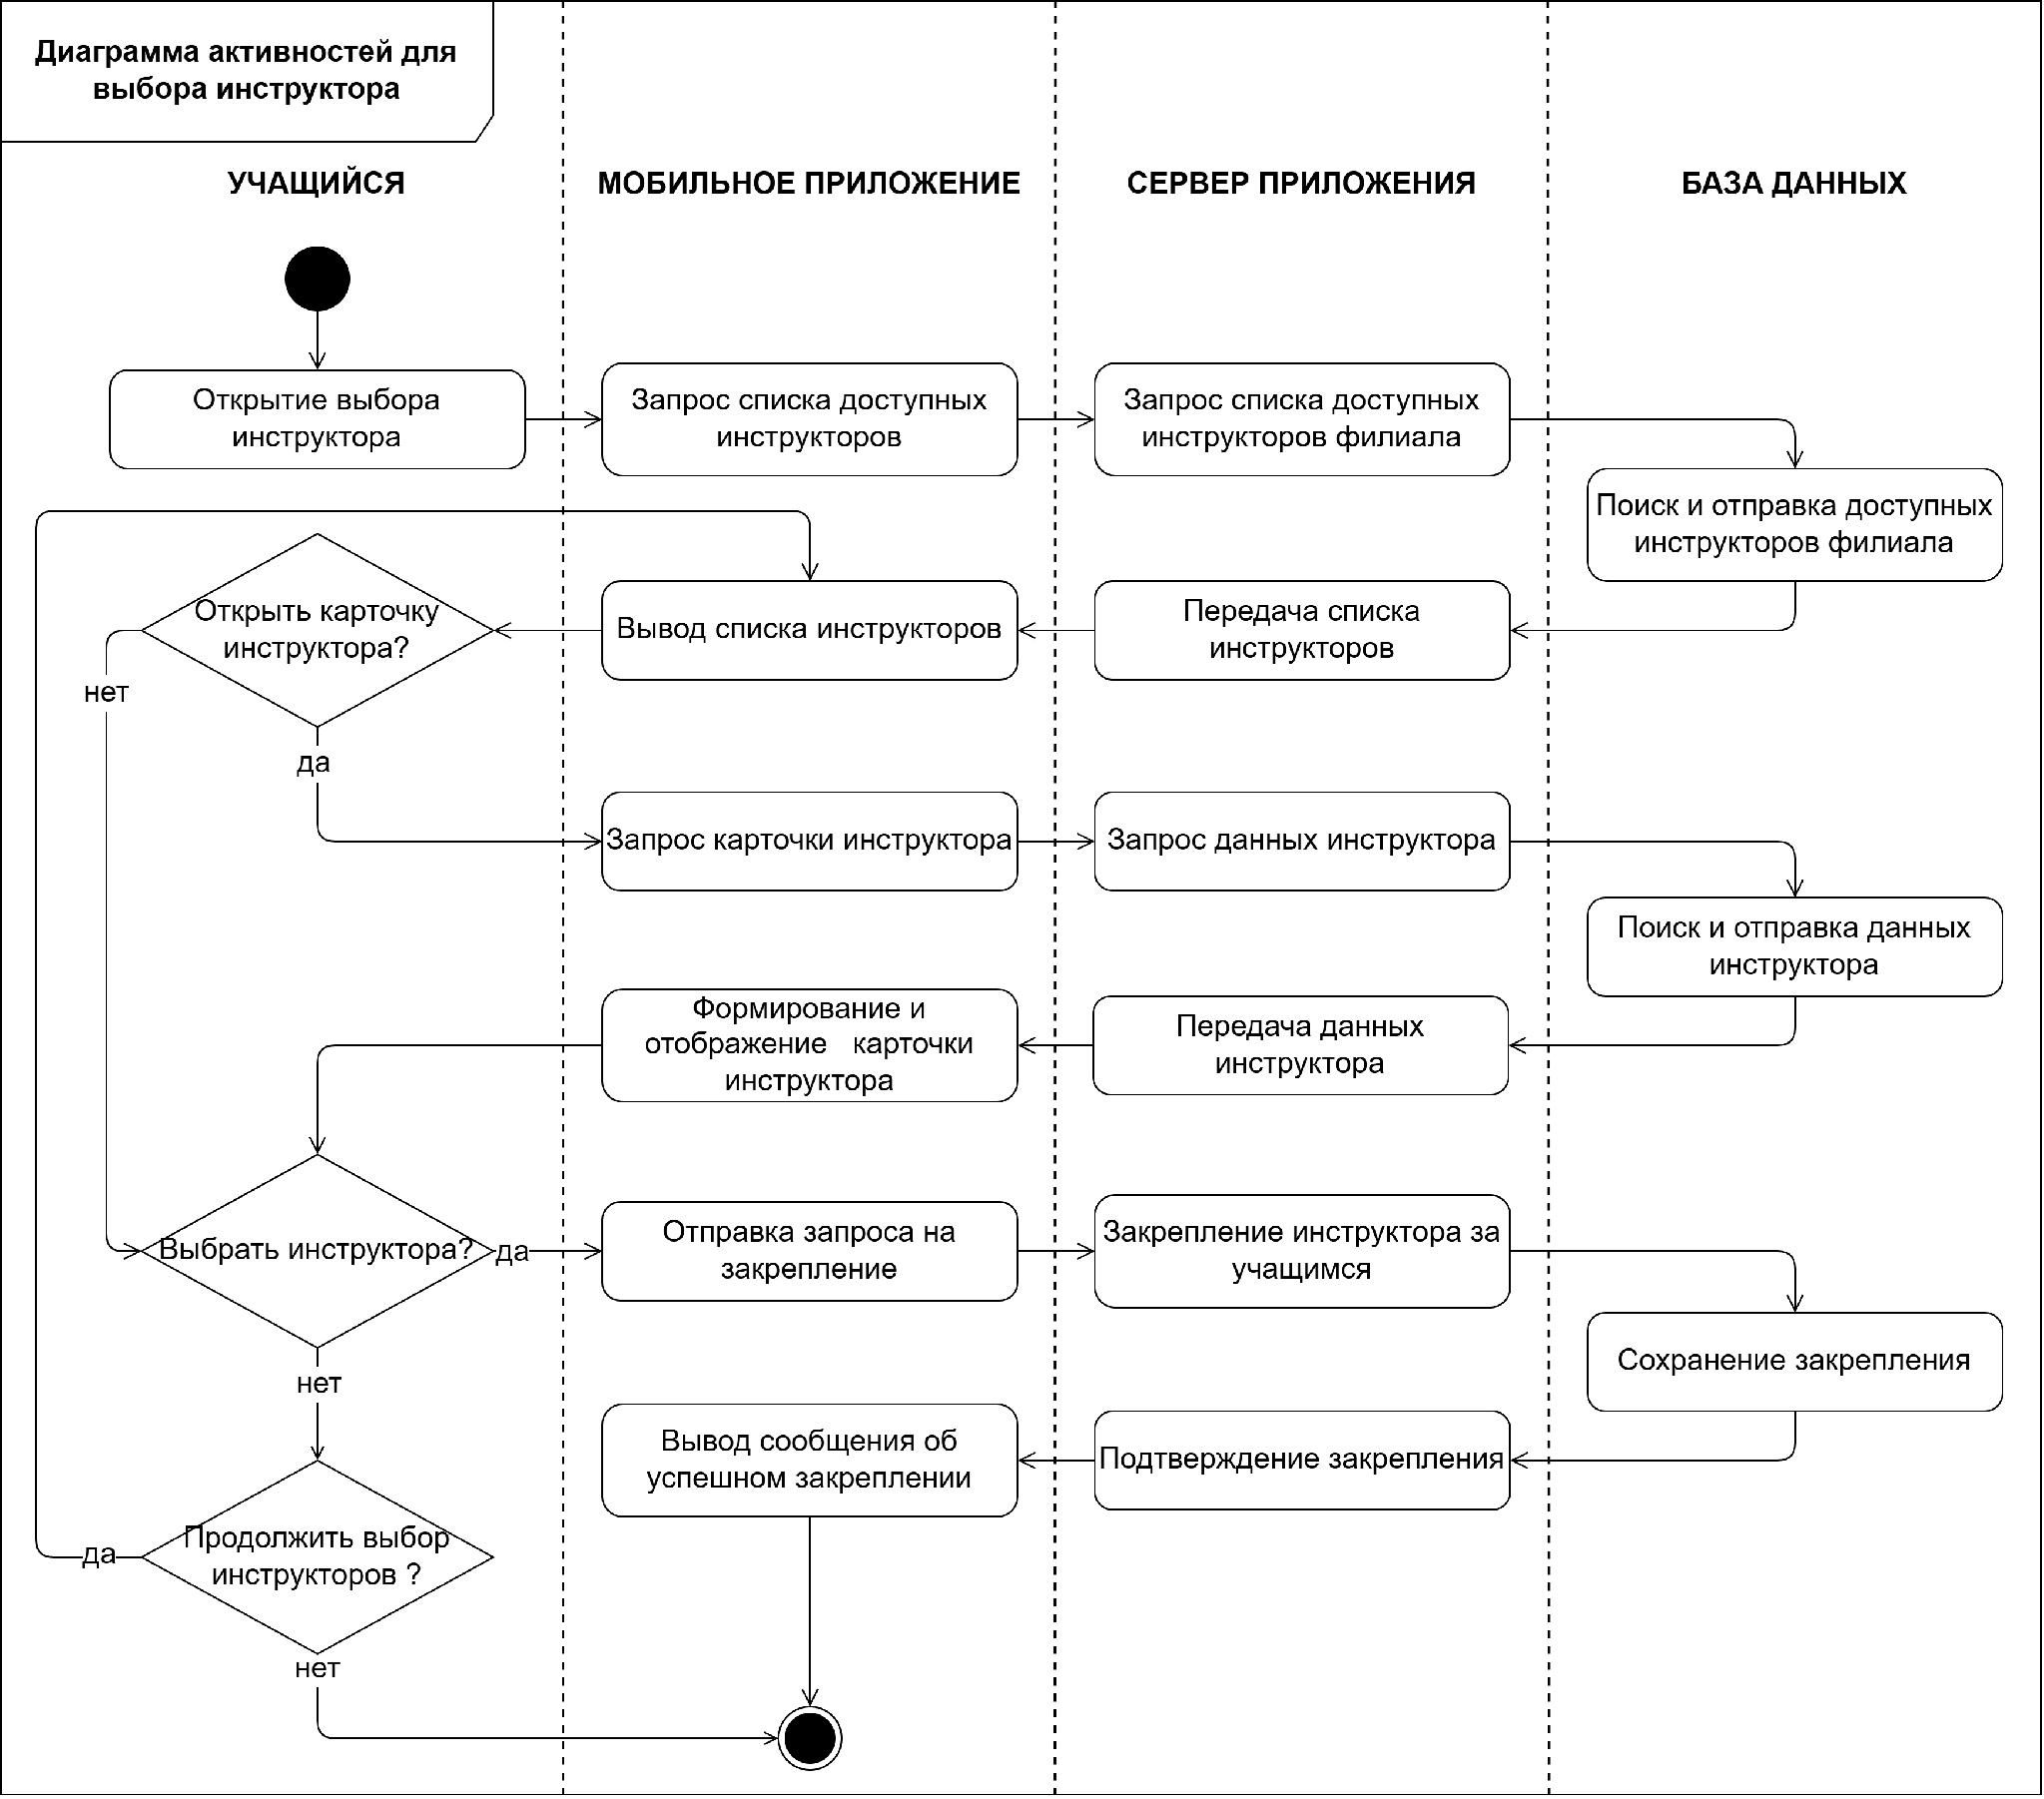 Диаграмма активностей для
выбора инструктора
УЧАЩИЙСЯ
МОБИЛЬНОЕ ПРИЛОЖЕНИЕ
СЕРВЕР ПРИЛОЖЕНИЯ
БАЗА ДАННЫХ
Открытие выбора
инструктора
Запрос списка доступных
инструкторов
Запрос списка доступных
инструкторов филиала
Поиск и отправка доступных
инструкторов филиала
Открыть карточку
инструктора?
Вывод списка инструкторов
Передача списка
инструкторов
нет
да
Запрос карточки инструктора
Запрос данных инструктора
Поиск и отправка данных
инструктора
Формирование и
отображение карточки
инструктора
Передача данных
инструктора
Выбрать инструктора?
да
Отправка запроса на
закрепление
Закрепление инструктора за
учащимся
Сохранение закрепления
нет
Вывод сообщения об
успешном закреплении
Подтверждение закрепления
Продолжить выбор
инструкторов ?
да
нет